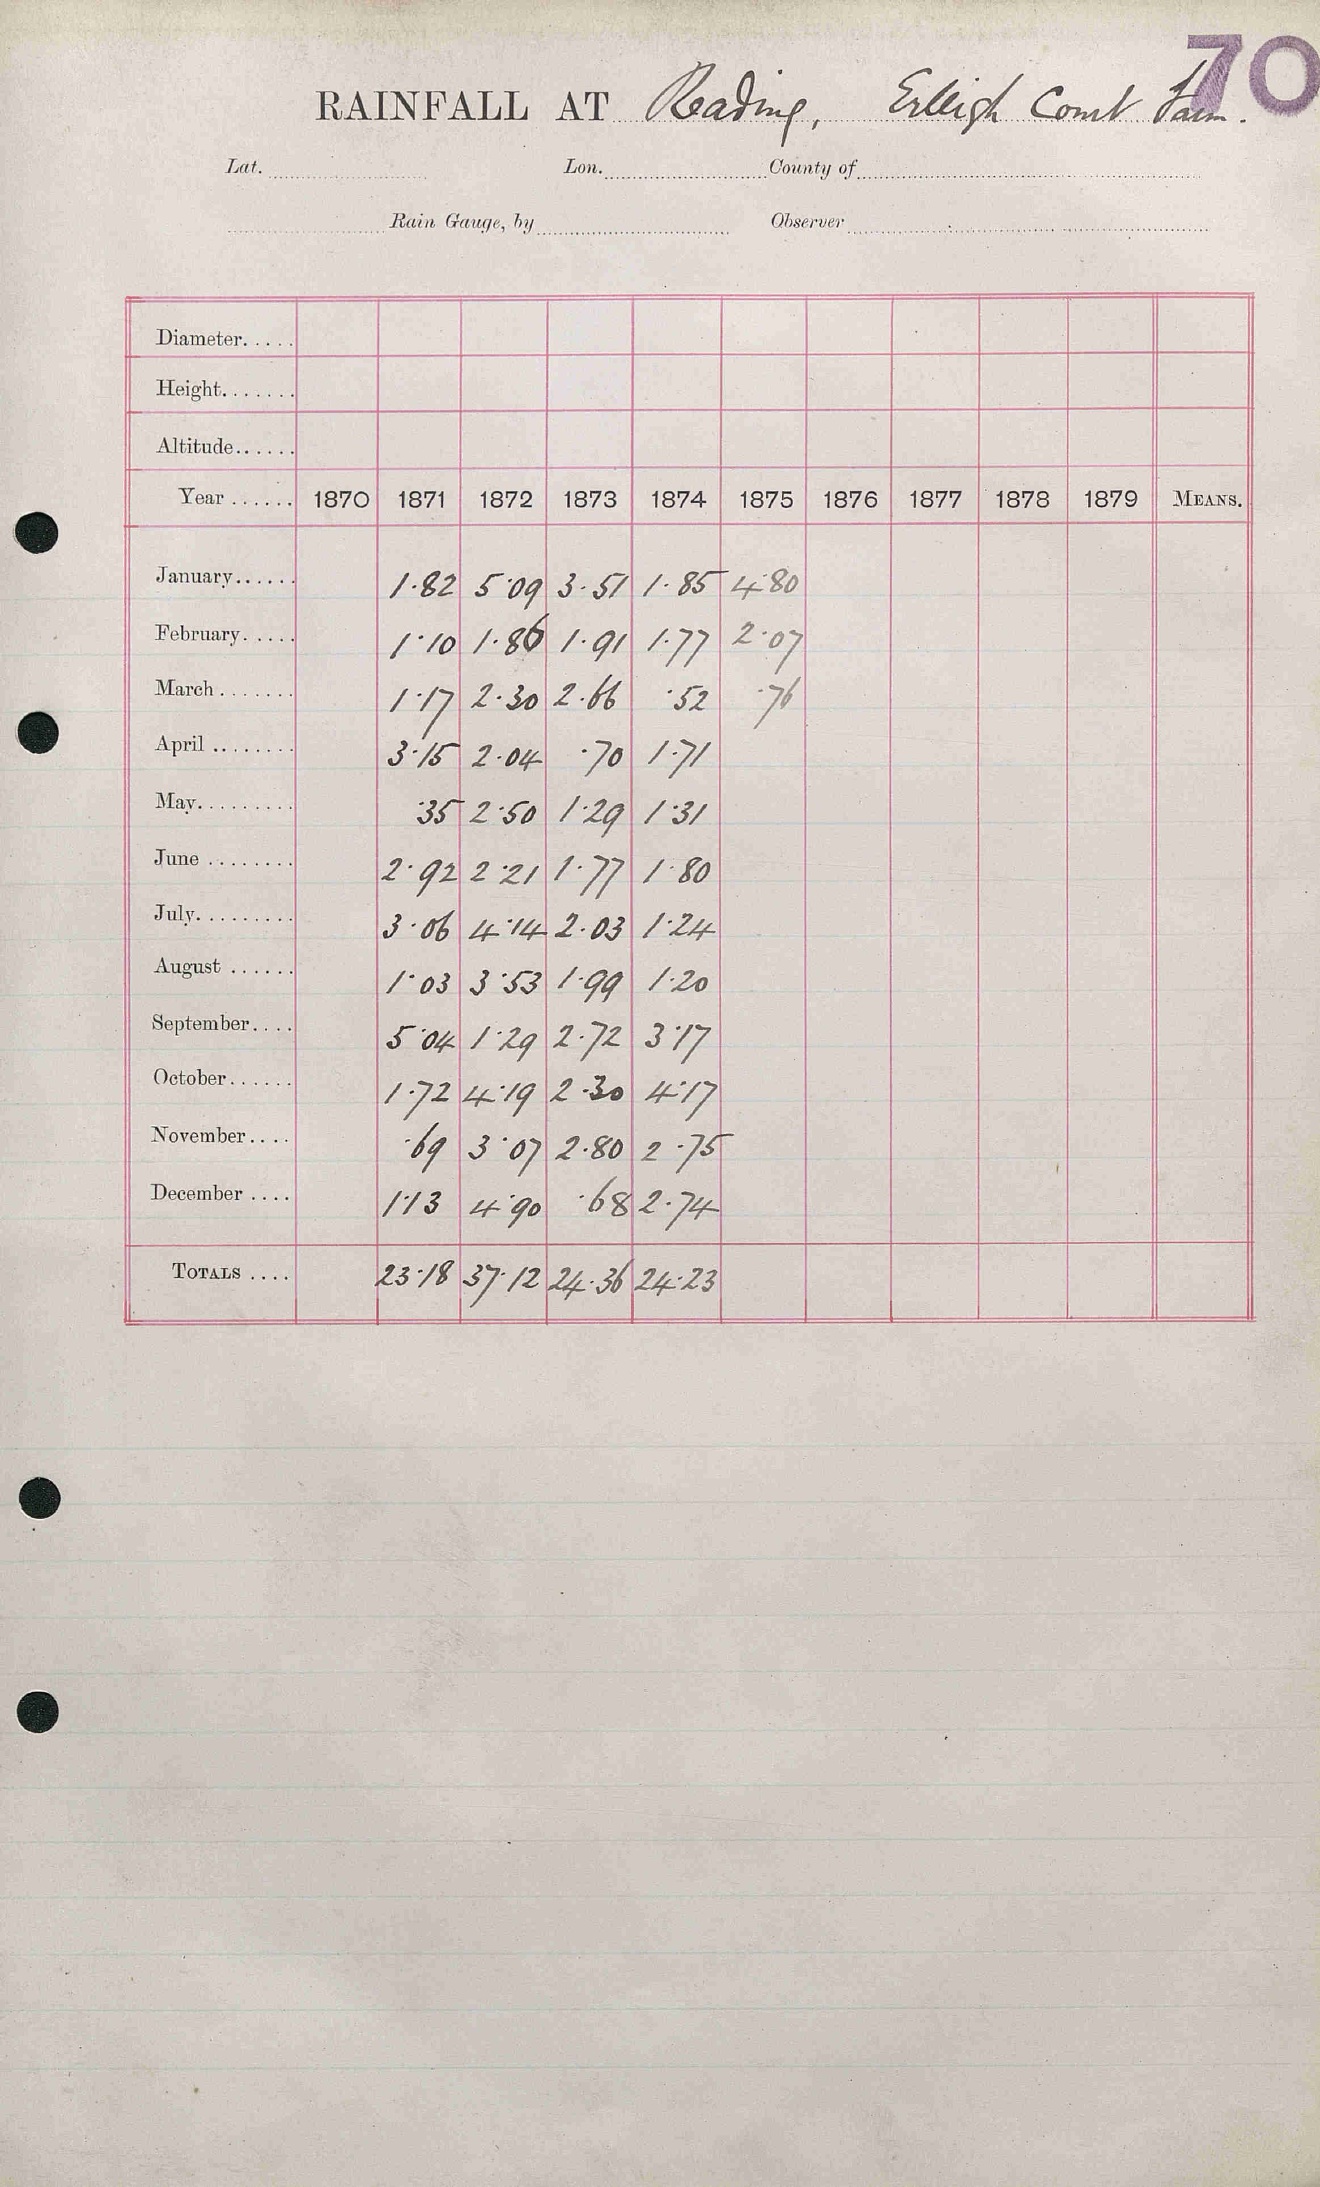 70
RAINFALL AT Reading, Erleigh Court Farm.
Lat. Lon. County of
Rain Gauge, by Observer
Diameter.....
Height.......
Altitude......
Year ...... 1870 1871 1872 1873 1874 1875 1876 1877 1878 1879 MEANS.
January...... 1·82 5·09 3·51 1·85 4·80
February..... 1·10 1·86 1·91 1·77 2·07
March ....... 1·17 2·30 2·66 ·52 ·76
April ........ 3·15 2·04 ·70 1·71
May......... ·35 2·50 1·29 1·31
June ........ 2·92 2·21 1·77 1·80
July......... 3·06 4·14 2·03 1·24
August ...... 1·03 3·53 1·99 1·20
September.... 5·04 1·29 2·72 3·17
October...... 1·72 4·19 2·30 4·17
November.... ·69 3·07 2·80 2·75
December .... 1·13 4·90 ·68 2·74
TOTALS .... 23·18 37·12 24·36 24·23